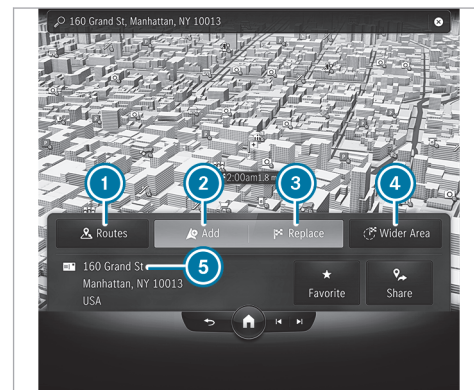 160 Grand St, Manhattan, NY 10013
2:00am 1.8 m
1
2
3
4
Routes
Add
Replace
Wider Area
160 Grand St
5
Manhattan, NY 10013
USA
Favorite
Share